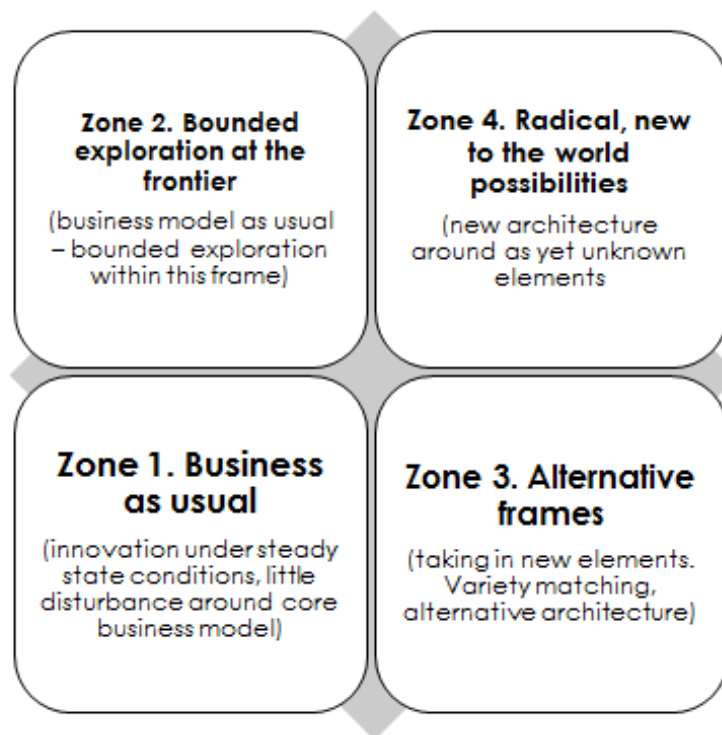 Zone 2. Bounded
exploration at the
frontier
(business model as usual
– bounded exploration
within this frame)
Zone 4. Radical, new
to the world
possibilities
(new architecture
around as yet unknown
elements
Zone 1. Business
as usual
(innovation under steady
state conditions, little
disturbance around core
business model)
Zone 3. Alternative
frames
(taking in new elements.
Variety matching,
alternative architecture)